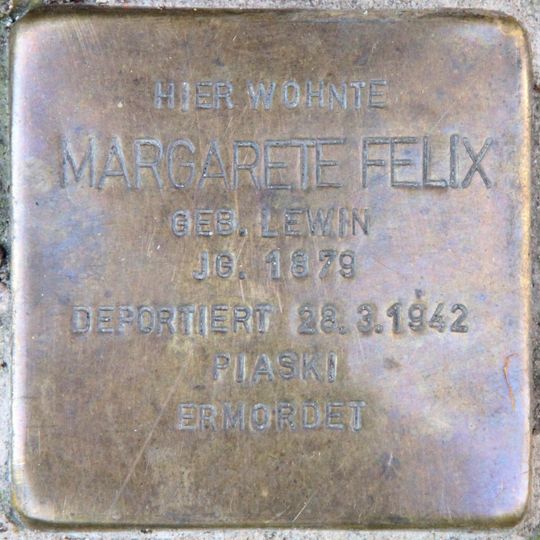 HIER WOHNTE
MARGARETE FELIX
GEB. LEWIN
JG. 1879
DEPORTIERT 28.3.1942
PIASKI
ERMORDET